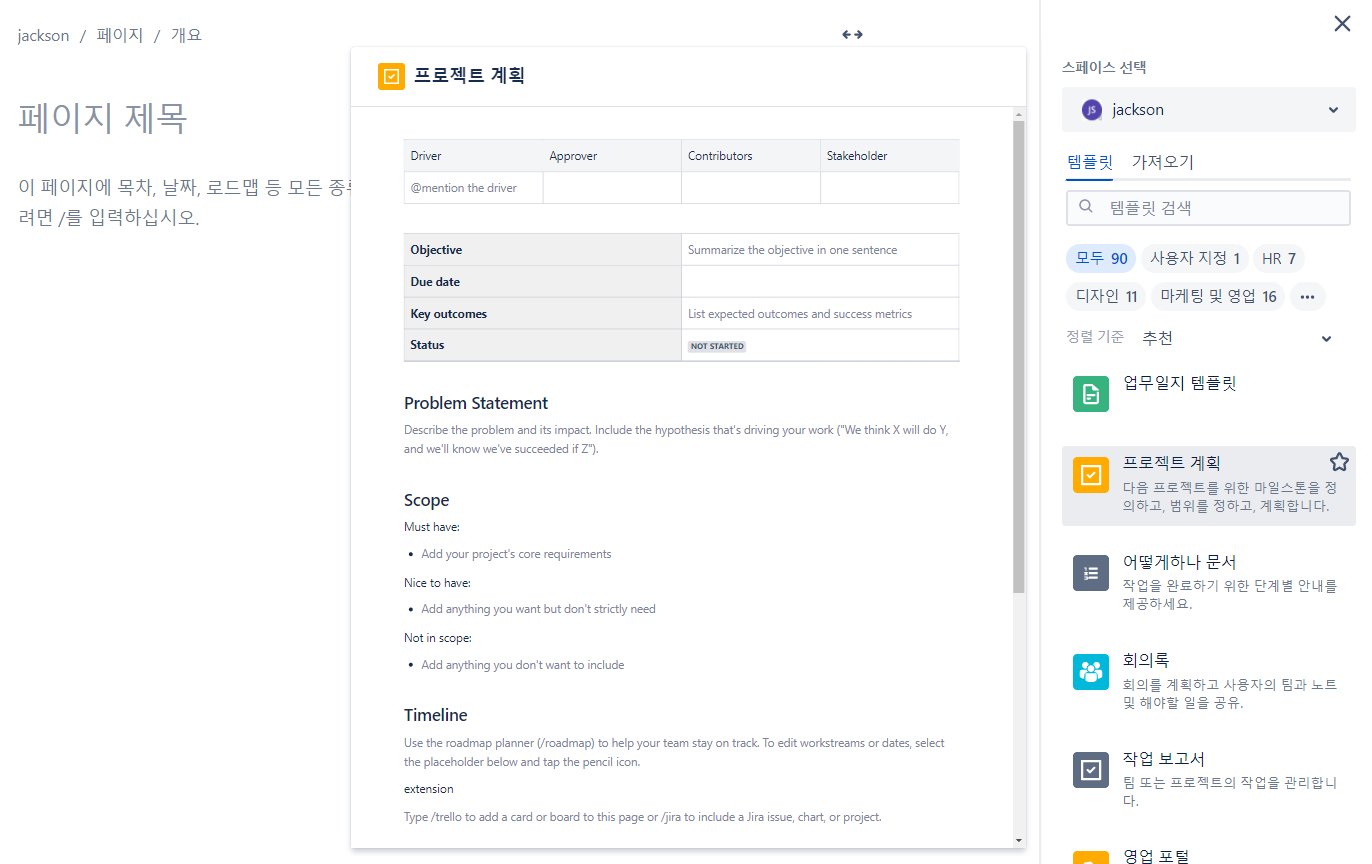 jackson / 페이지 / 개요
페이지 제목
이 페이지에 목차, 날짜, 로드맵 등 모든 종
려면 /를 입력하십시오.
프로젝트 계획
Driver Approver Contributors Stakeholder
@mention the driver
Objective Summarize the objective in one sentence
Due date
Key outcomes List expected outcomes and success metrics
Status NOT STARTED
Problem Statement
Describe the problem and its impact. Include the hypothesis that's driving your work ("We think X will do Y,
and we'll know we've succeeded if Z").
Scope
Must have:
• Add your project's core requirements
Nice to have:
• Add anything you want but don't strictly need
Not in scope:
• Add anything you don't want to include
Timeline
Use the roadmap planner (/roadmap) to help your team stay on track. To edit workstreams or dates, select
the placeholder below and tap the pencil icon.
extension
Type /trello to add a card or board to this page or /jira to include a Jira issue, chart, or project.
스페이스 선택
JS jackson
템플릿 가져오기
템플릿 검색
모두 90 사용자 지정 1 HR 7
디자인 11 마케팅 및 영업 16 •••
정렬 기준 추천
업무일지 템플릿
프로젝트 계획
다음 프로젝트를 위한 마일스톤을 정
의하고, 범위를 정하고, 계획합니다.
어떻게하나 문서
작업을 완료하기 위한 단계별 안내를
제공하세요.
회의록
회의를 계획하고 사용자의 팀과 노트
및 해야할 일을 공유.
작업 보고서
팀 또는 프로젝트의 작업을 관리합니
다.
영업 포털